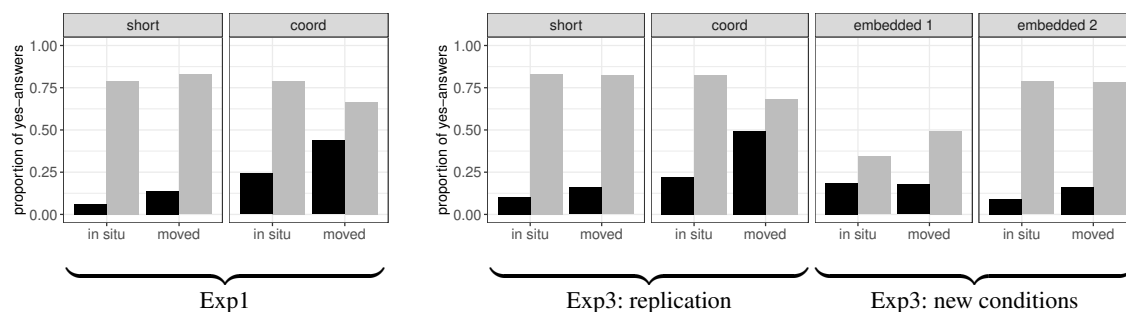 short coord
proportion of yes−answers
1.00
0.75
0.50
0.25
0.00
in situ moved in situ moved
Exp1
short coord embedded 1 embedded 2
proportion of yes−answers
1.00
0.75
0.50
0.25
0.00
in situ moved in situ moved in situ moved in situ moved
Exp3: replication Exp3: new conditions